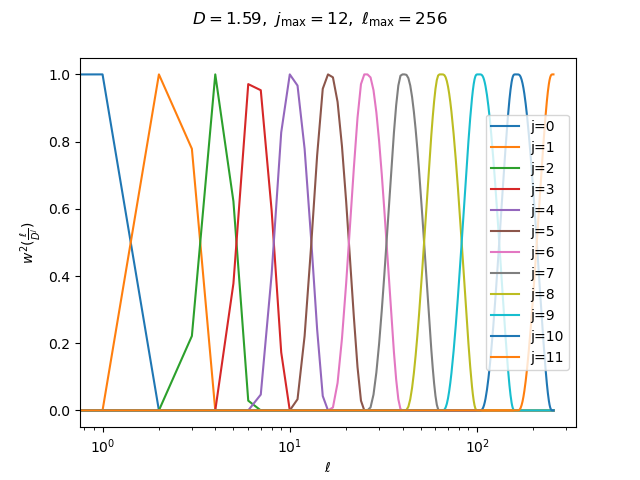 D = 1.59, j_max = 12, ℓ_max = 256
w²(ℓ/Dʲ)
1.0
0.8
0.6
0.4
0.2
0.0
10⁰
10¹
10²
ℓ
j=0
j=1
j=2
j=3
j=4
j=5
j=6
j=7
j=8
j=9
j=10
j=11